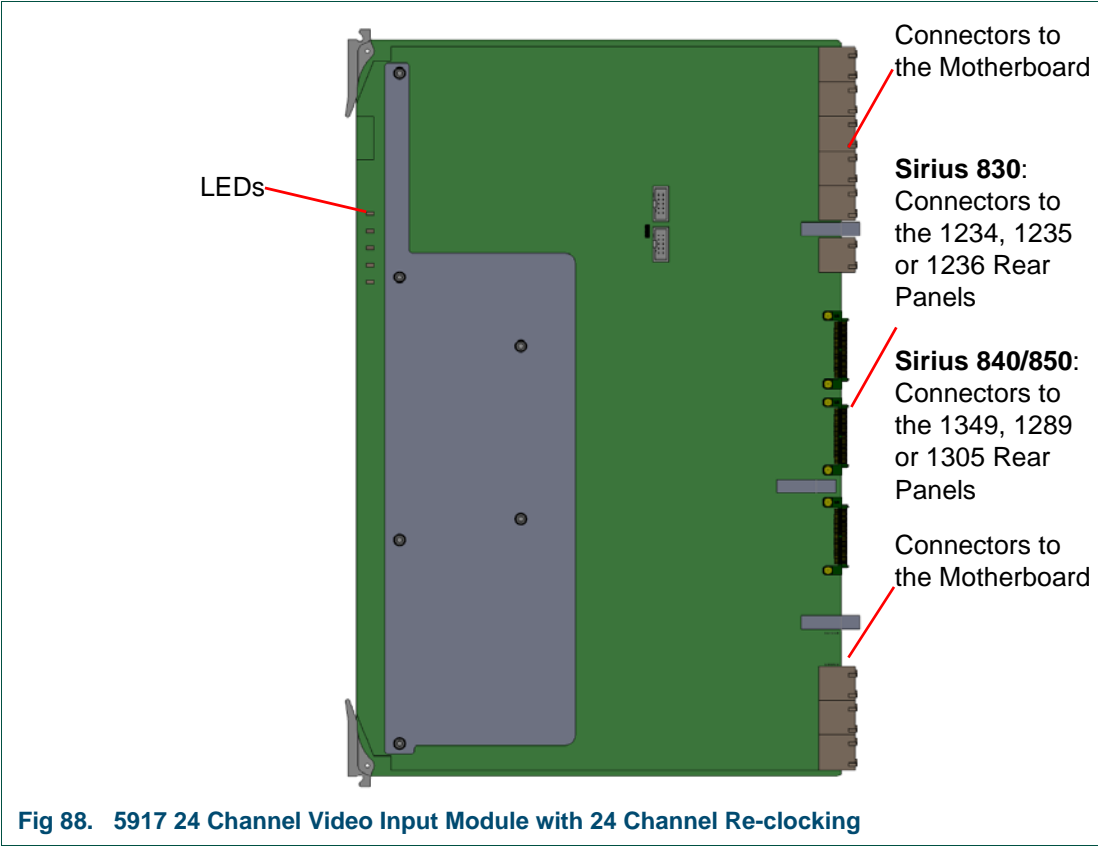 Connectors to
the Motherboard
LEDs
Sirius 830:
Connectors to
the 1234, 1235
or 1236 Rear
Panels
Sirius 840/850:
Connectors to
the 1349, 1289
or 1305 Rear
Panels
Connectors to
the Motherboard
Fig 88. 5917 24 Channel Video Input Module with 24 Channel Re-clocking